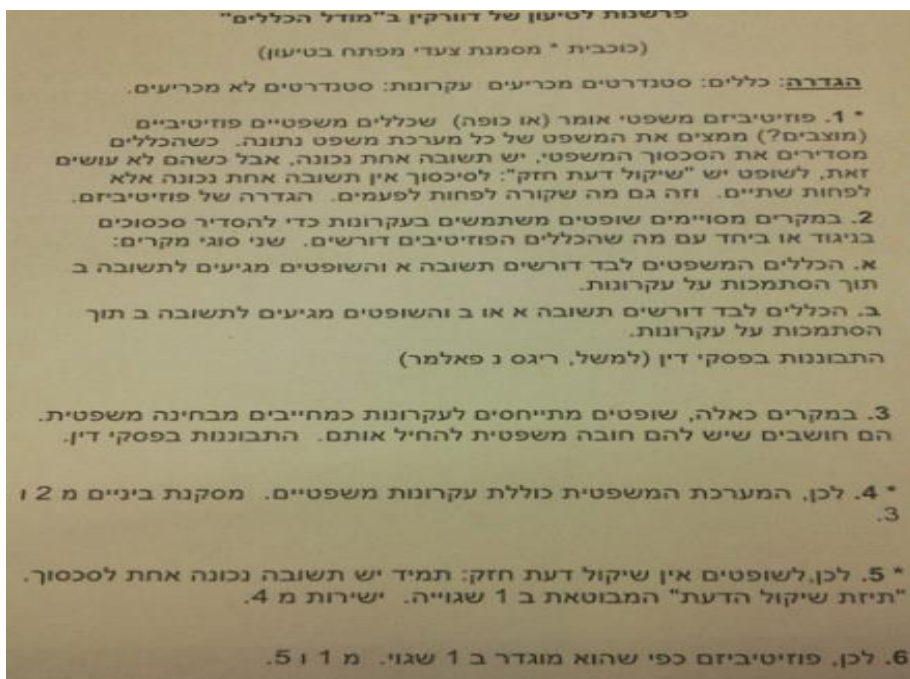 פרשנות לטיעון של דוורקין ב"מודל הכללים"
(כוכבית * מסמנת צעדי מפתח בטיעון)
הגדרה: כללים: סטנדרטים מכריעים עקרונות: סטנדרטים לא מכריעים.
* 1. פוזיטיביזם משפטי אומר (או כופה) שכללים משפטיים פוזיטיביים
(מוצבים?) ממצים את המשפט של כל מערכת משפט נתונה. כשהכללים
מסדירים את הסכסוך המשפטי, יש תשובה אחת נכונה, אבל כשהם לא עושים
זאת, לשופט יש "שיקול דעת חזק": לסיכסוך אין תשובה אחת נכונה אלא
לפחות שתיים. וזה גם מה שקורה לפחות לפעמים. הגדרה של פוזיטיביזם.
2. במקרים מסויימים שופטים משתמשים בעקרונות כדי להסדיר סכסוכים
בניגוד או ביחד עם מה שהכללים הפוזיטיבים דורשים. שני סוגי מקרים:
א. הכללים המשפטים לבד דורשים תשובה א והשופטים מגיעים לתשובה ב
תוך הסתמכות על עקרונות.
ב. הכללים לבד דורשים תשובה א או ב והשופטים מגיעים לתשובה ב תוך
הסתמכות על עקרונות.
התבוננות בפסקי דין (למשל, ריגס נ פאלמר)
3. במקרים כאלה, שופטים מתייחסים לעקרונות כמחייבים מבחינה משפטית.
הם חושבים שיש להם חובה משפטית להחיל אותם. התבוננות בפסקי דין.
* 4. לכן, המערכת המשפטית כוללת עקרונות משפטיים. מסקנת ביניים מ 2 ו
3.
* 5. לכן,לשופטים אין שיקול דעת חזק: תמיד יש תשובה נכונה אחת לסכסוך.
"תיזת שיקול הדעת" המבוטאת ב 1 שגוייה. ישירות מ 4.
6. לכן, פוזיטיביזם כפי שהוא מוגדר ב 1 שגוי. מ 1 ו 5.